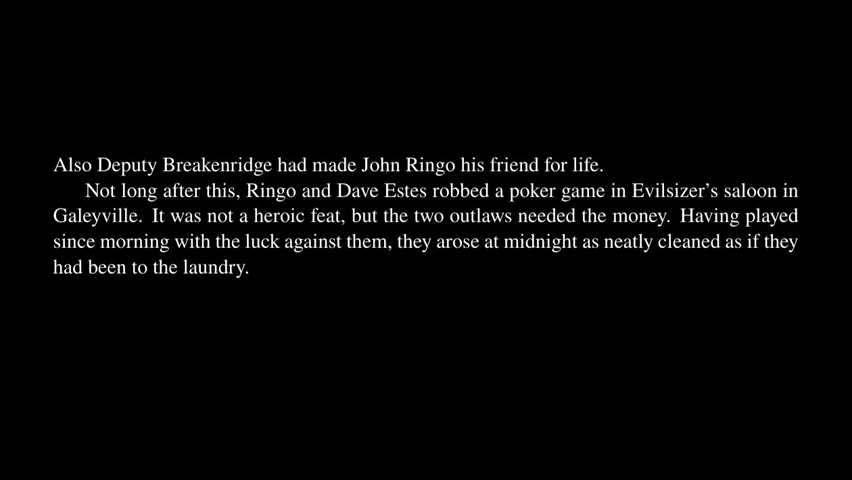 Also Deputy Breakenridge had made John Ringo his friend for life.
Not long after this, Ringo and Dave Estes robbed a poker game in Evilsizer’s saloon in
Galeyville. It was not a heroic feat, but the two outlaws needed the money. Having played
since morning with the luck against them, they arose at midnight as neatly cleaned as if they
had been to the laundry.